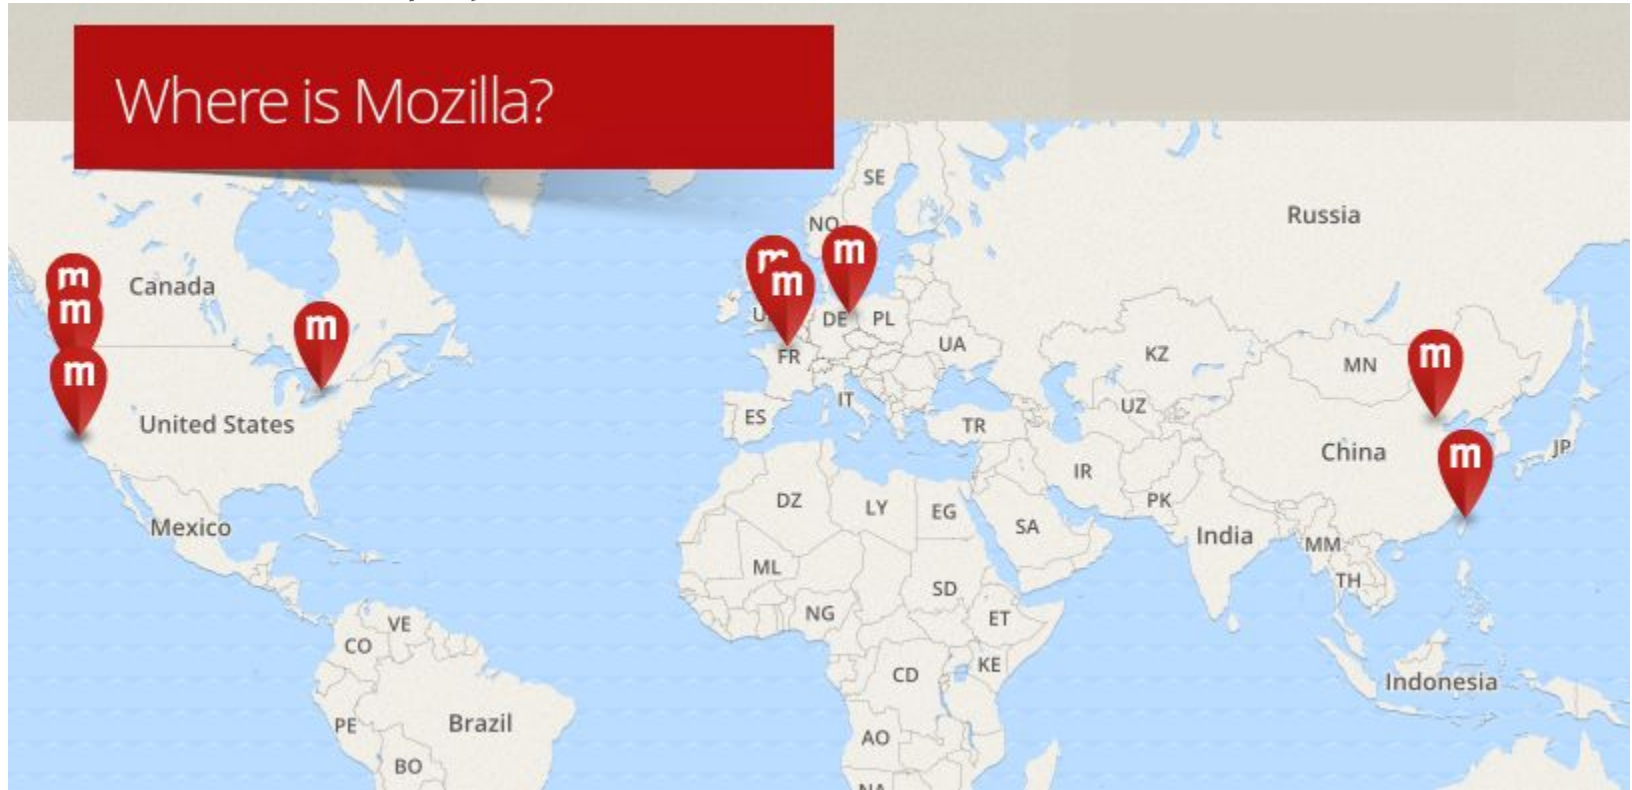 Where is Mozilla?
SE
NO
Russia
m
m
m
m
Canada
m
m
m
DE
PL
UA
KZ
MN
m
FR
IT
UZ
ES
TR
United States
China
JP
m
IR
DZ
LY
EG
SA
PK
India
Mexico
MM
ML
TH
SD
NG
ET
VE
CO
CD
KE
Indonesia
PE
Brazil
AO
BO